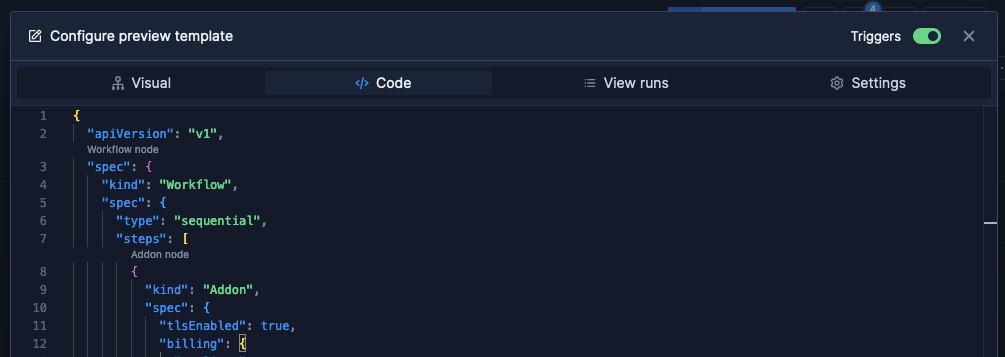 4
Configure preview template
Triggers
Visual
Code
View runs
Settings
1 {
2 "apiVersion": "v1",
Workflow node
3 "spec": {
4 "kind": "Workflow",
5 "spec": {
6 "type": "sequential",
7 "steps": [
Addon node
8 {
9 "kind": "Addon",
10 "spec": {
11 "tlsEnabled": true,
12 "billing": {